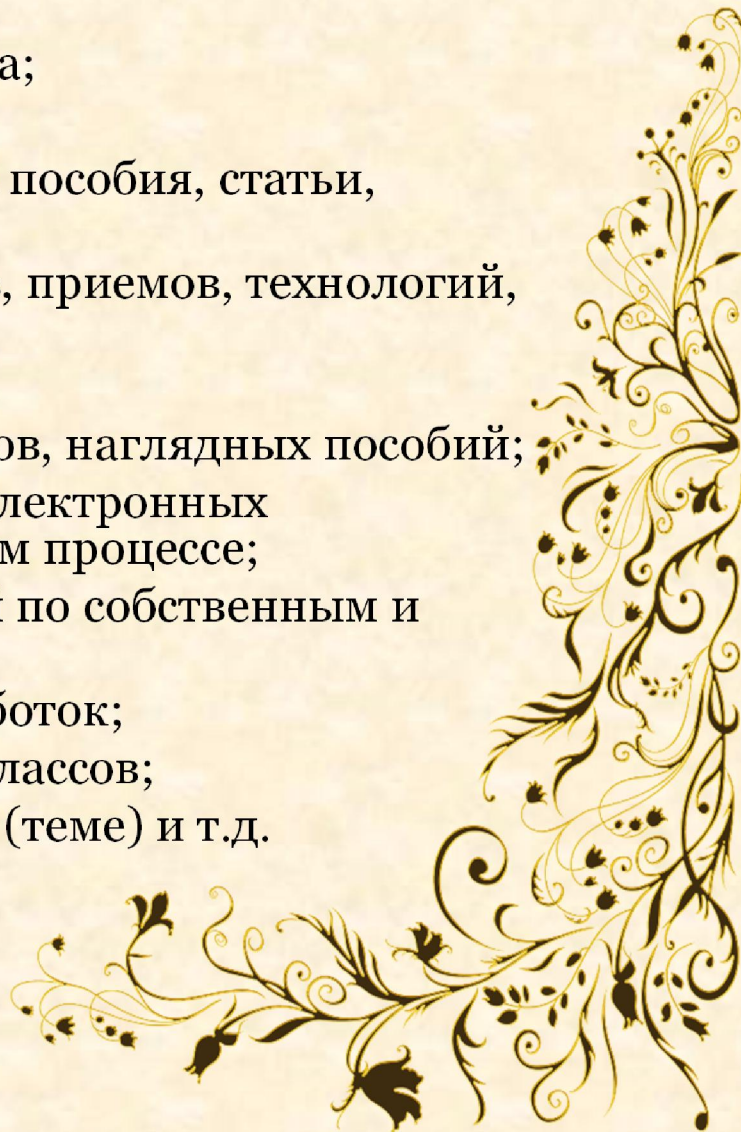 а;
пособия, статьи,
, приемов, технологий,
ов, наглядных пособий;
лектронных
м процессе;
по собственным и
боток;
лассов;
(теме) и т.д.